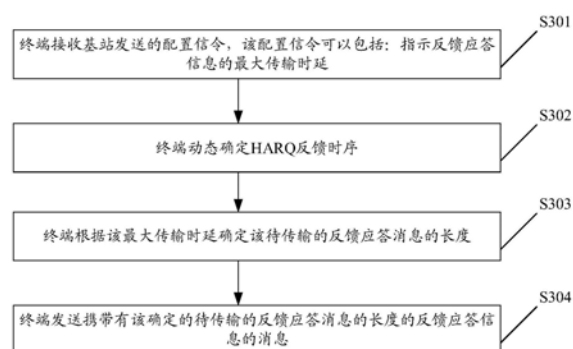 S301
终端接收基站发送的配置信令，该配置信令可以包括：指示反馈应答
信息的最大传输时延
S302
终端动态确定HARQ反馈时序
S303
终端根据该最大传输时延确定该待传输的反馈应答消息的长度
S304
终端发送携带有该确定的待传输的反馈应答消息的长度的反馈应答信
息的消息